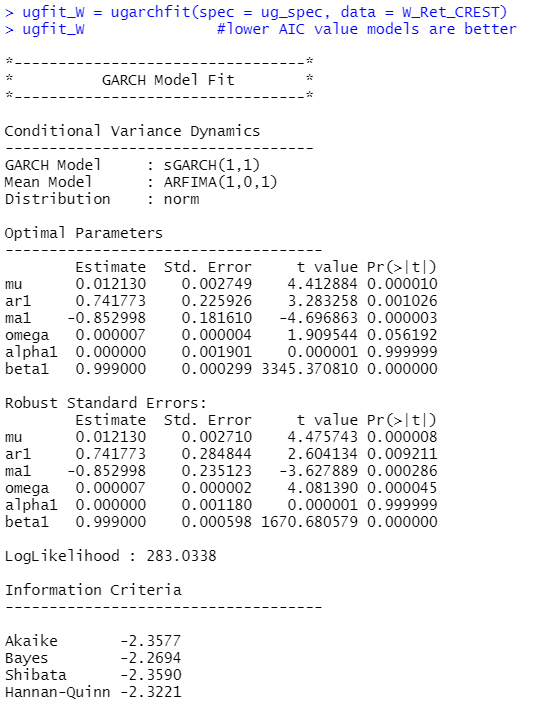 > ugfit_W = ugarchfit(spec = ug_spec, data = W_Ret_CREST)
> ugfit_W               #lower AIC value models are better

*---------------------------------*
*          GARCH Model Fit        *
*---------------------------------*

Conditional Variance Dynamics
-----------------------------------
GARCH Model     : sGARCH(1,1)
Mean Model      : ARFIMA(1,0,1)
Distribution    : norm

Optimal Parameters
------------------------------------
        Estimate  Std. Error     t value Pr(>|t|)
mu      0.012130    0.002749    4.412884 0.000010
ar1     0.741773    0.225926    3.283258 0.001026
ma1    -0.852998    0.181610   -4.696863 0.000003
omega   0.000007    0.000004    1.909544 0.056192
alpha1  0.000000    0.001901    0.000001 0.999999
beta1   0.999000    0.000299 3345.370810 0.000000

Robust Standard Errors:
        Estimate  Std. Error     t value Pr(>|t|)
mu      0.012130    0.002710    4.475743 0.000008
ar1     0.741773    0.284844    2.604134 0.009211
ma1    -0.852998    0.235123   -3.627889 0.000286
omega   0.000007    0.000002    4.081390 0.000045
alpha1  0.000000    0.001180    0.000001 0.999999
beta1   0.999000    0.000598 1670.680579 0.000000

LogLikelihood : 283.0338

Information Criteria
------------------------------------

Akaike       -2.3577
Bayes        -2.2694
Shibata      -2.3590
Hannan-Quinn -2.3221